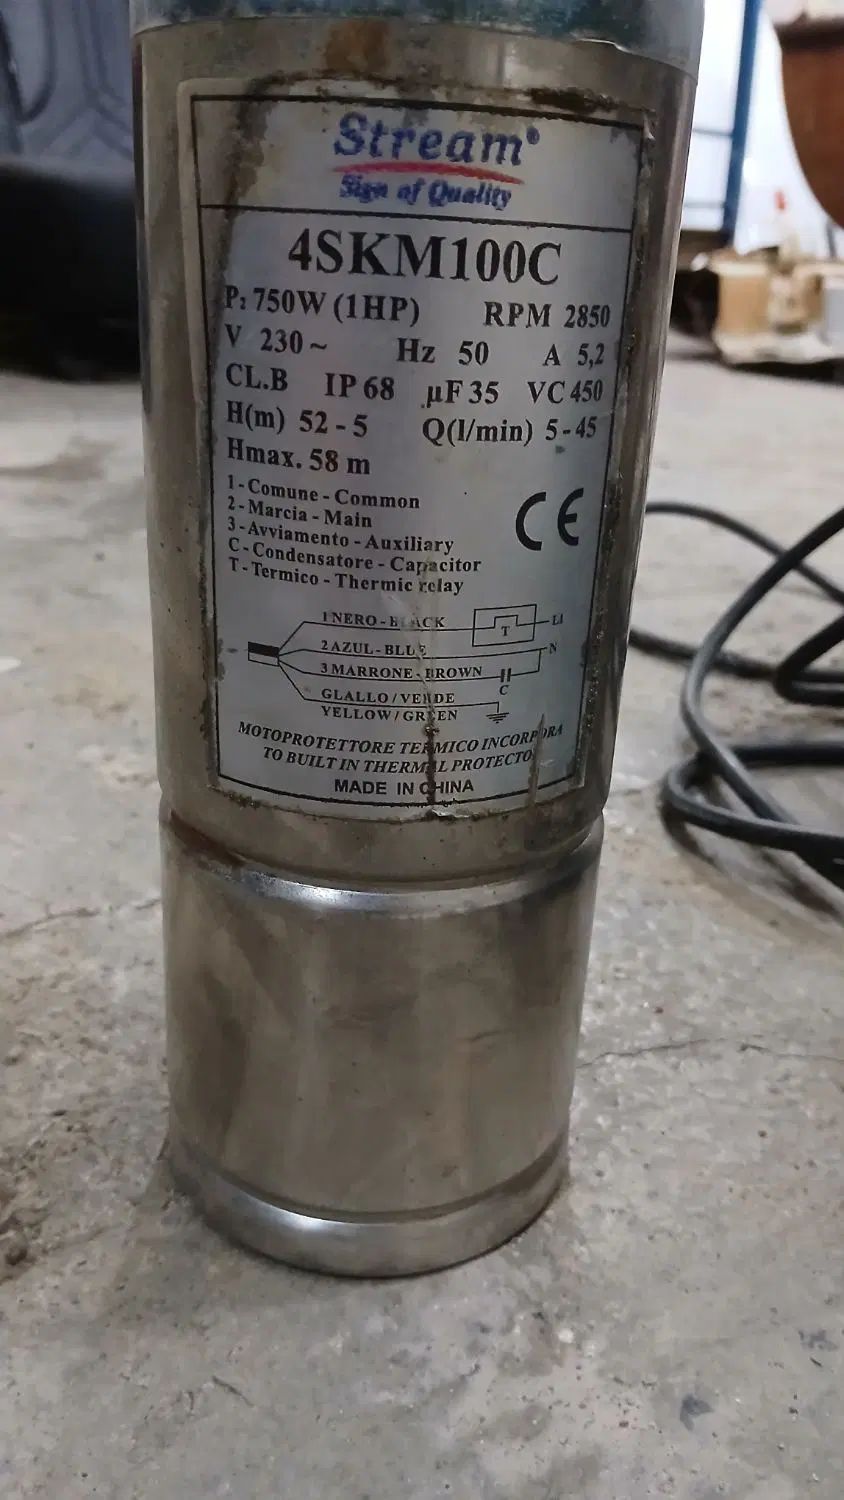 Stream®
Sign of Quality
4SKM100C
P₂ 750W (1HP) RPM 2850
V 230~ Hz 50 A 5,2
CL.B IP 68 µF 35 VC 450
H(m) 52 - 5 Q(l/min) 5 - 45
Hmax. 58 m
1 - Comune - Common
2 - Marcia - Main
3 - Avviamento - Auxiliary
C - Condensatore - Capacitor
T - Termico - Thermic relay
CE
1 NERO - BLACK T L1
2 AZUL - BLUE N
3 MARRONE - BROWN C
GLALLO / VERDE
YELLOW / GREEN
MOTOPROTETTORE TERMICO INCORPORA
TO BUILT IN THERMAL PROTECTO
MADE IN CHINA